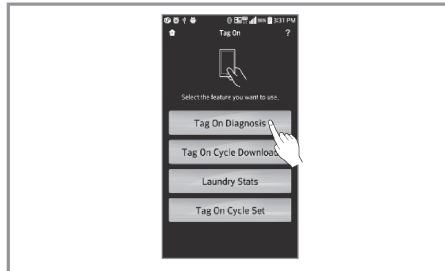 3:31 PM
Tag On
?
Select the feature you want to use.
Tag On Diagnosis
Tag On Cycle Download
Laundry Stats
Tag On Cycle Set